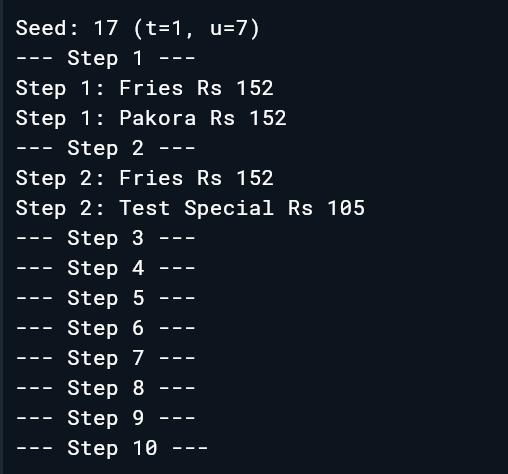 Seed: 17 (t=1, u=7)
--- Step 1 ---
Step 1: Fries Rs 152
Step 1: Pakora Rs 152
--- Step 2 ---
Step 2: Fries Rs 152
Step 2: Test Special Rs 105
--- Step 3 ---
--- Step 4 ---
--- Step 5 ---
--- Step 6 ---
--- Step 7 ---
--- Step 8 ---
--- Step 9 ---
--- Step 10 ---